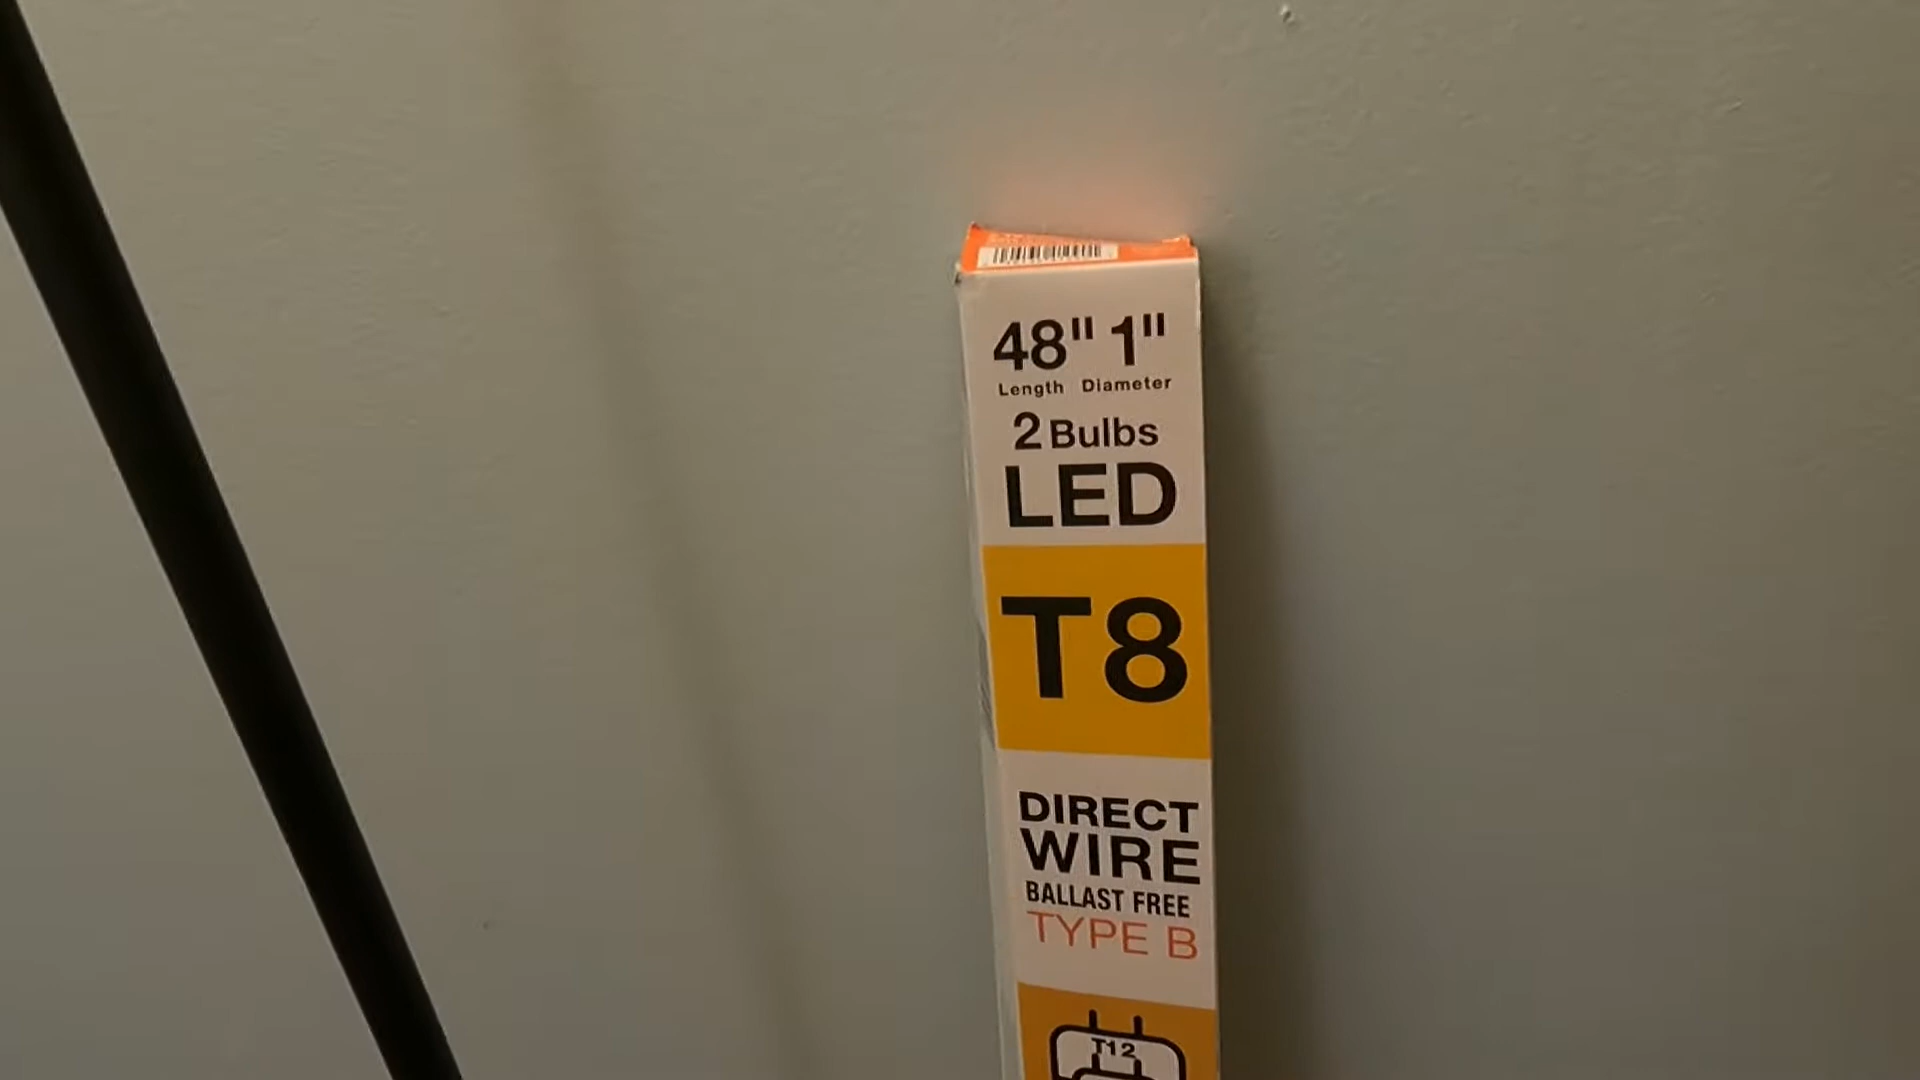 48" 1"
Length Diameter
2 Bulbs
LED
T8
DIRECT
WIRE
BALLAST FREE
TYPE B
T12